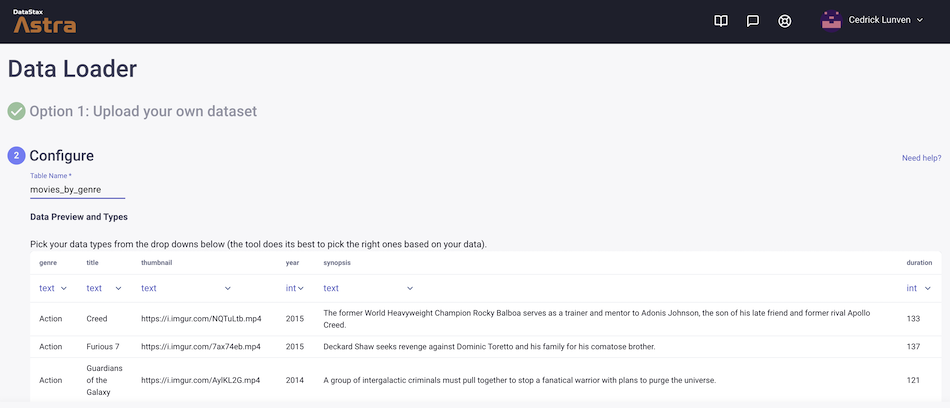 DataStax
Astra
Cedrick Lunven
Data Loader
Option 1: Upload your own dataset
2 Configure
Need help?
Table Name *
movies_by_genre
Data Preview and Types
Pick your data types from the drop downs below (the tool does its best to pick the right ones based on your data).
genre title thumbnail year synopsis duration
text text text int text int
Action Creed https://i.imgur.com/NQTuLtb.mp4 2015 The former World Heavyweight Champion Rocky Balboa serves as a trainer and mentor to Adonis Johnson, the son of his late friend and former rival Apollo 133
Creed.
Action Furious 7 https://i.imgur.com/7ax74eb.mp4 2015 Deckard Shaw seeks revenge against Dominic Toretto and his family for his comatose brother. 137
Guardians
Action of the https://i.imgur.com/AylKL2G.mp4 2014 A group of intergalactic criminals must pull together to stop a fanatical warrior with plans to purge the universe. 121
Galaxy